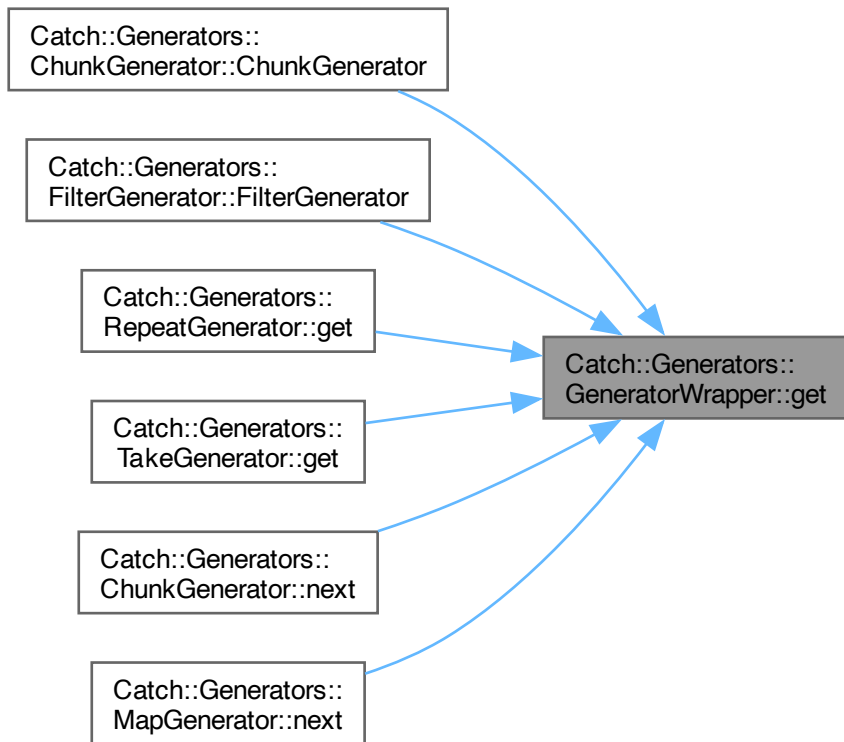 Catch::Generators::
ChunkGenerator::ChunkGenerator
Catch::Generators::
FilterGenerator::FilterGenerator
Catch::Generators::
RepeatGenerator::get
Catch::Generators::
TakeGenerator::get
Catch::Generators::
ChunkGenerator::next
Catch::Generators::
MapGenerator::next
Catch::Generators::
GeneratorWrapper::get